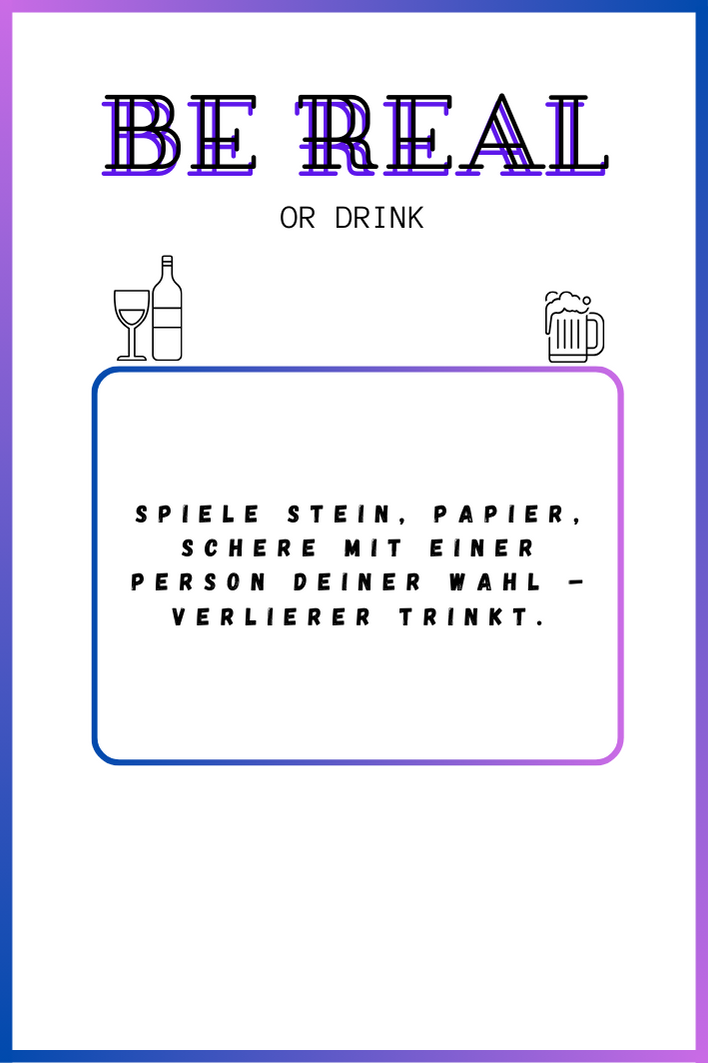 BE REAL
OR DRINK
SPIELE STEIN, PAPIER,
SCHERE MIT EINER
PERSON DEINER WAHL –
VERLIERER TRINKT.